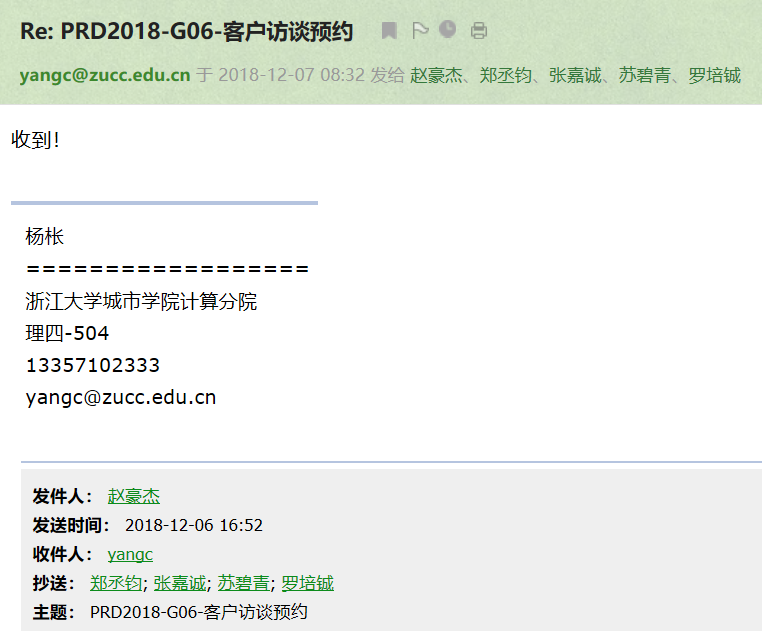 Re: PRD2018-G06-客户访谈预约
yangc@zucc.edu.cn 于 2018-12-07 08:32 发给 赵豪杰、郑丞钧、张嘉诚、苏碧青、罗培铖
收到！
杨枨
==================
浙江大学城市学院计算分院
理四-504
13357102333
yangc@zucc.edu.cn
发件人： 赵豪杰
发送时间： 2018-12-06 16:52
收件人： yangc
抄送： 郑丞钧; 张嘉诚; 苏碧青; 罗培铖
主题： PRD2018-G06-客户访谈预约